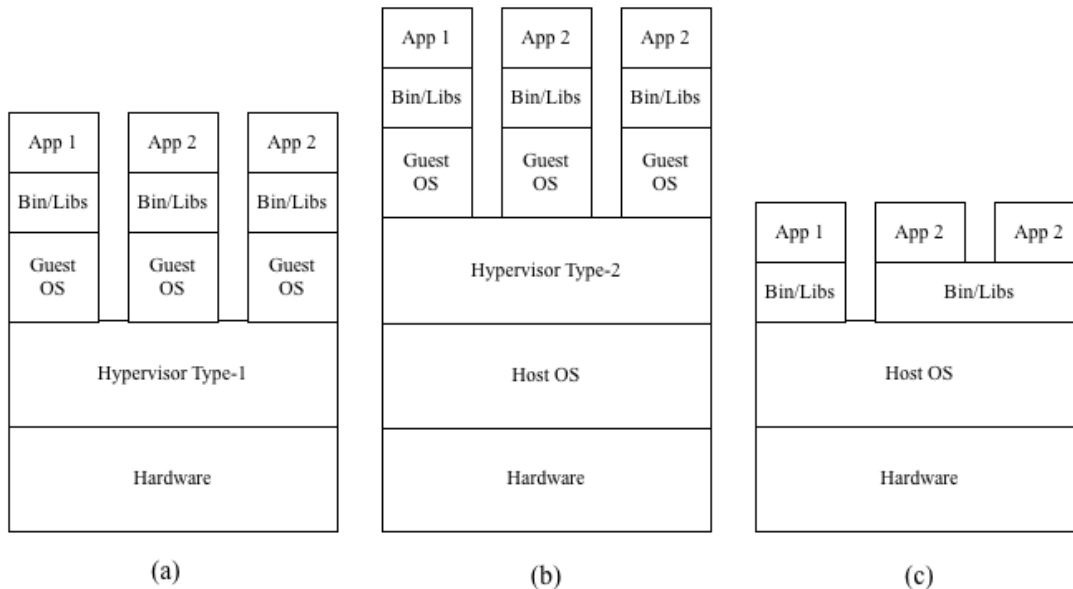 App 1
App 2
App 2
Bin/Libs
Bin/Libs
Bin/Libs
Guest
OS
Guest
OS
Guest
OS
Hypervisor Type-1
Hardware
(a)
App 1
App 2
App 2
Bin/Libs
Bin/Libs
Bin/Libs
Guest
OS
Guest
OS
Guest
OS
Hypervisor Type-2
Host OS
Hardware
(b)
App 1
App 2
App 2
Bin/Libs
Bin/Libs
Host OS
Hardware
(c)